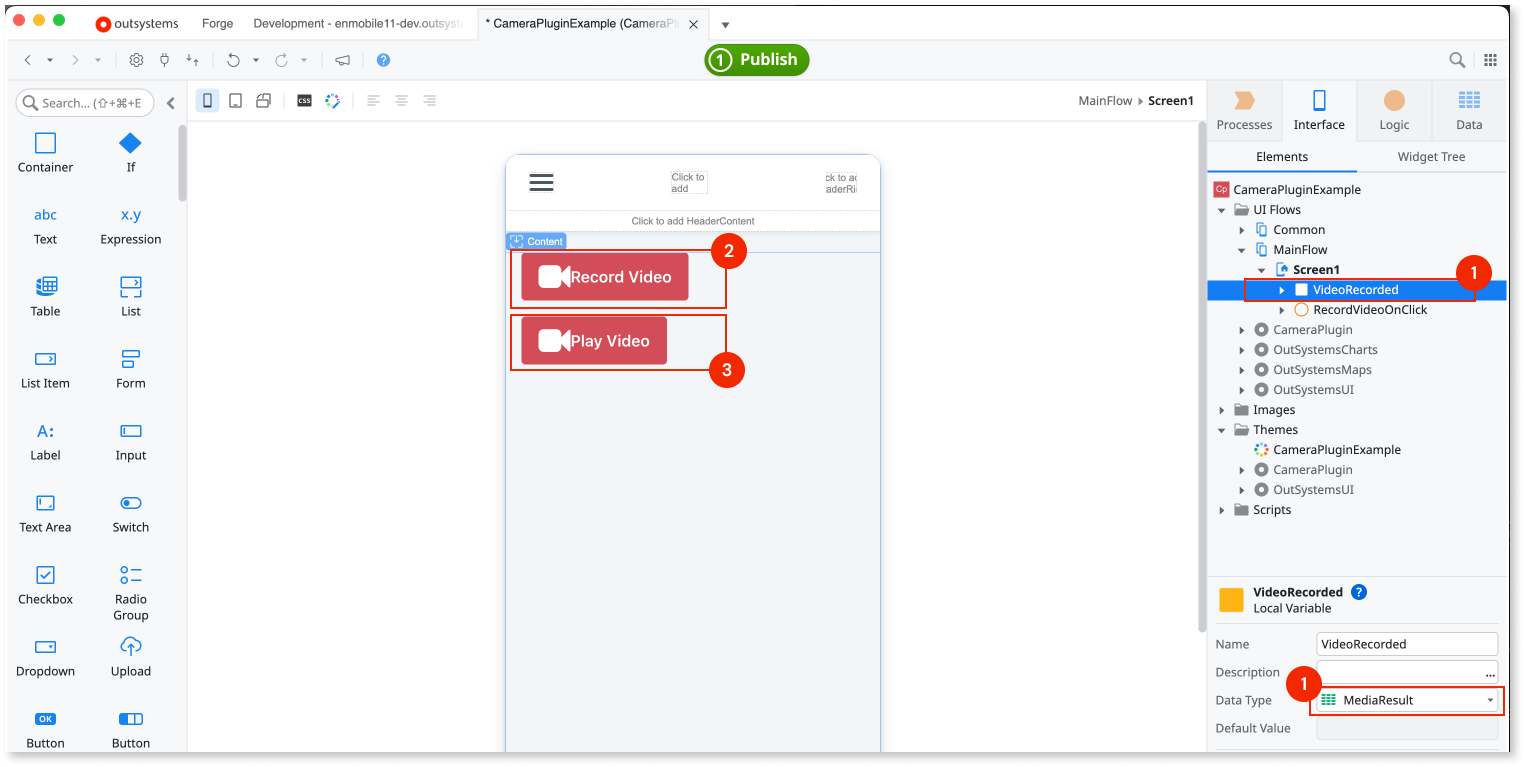 outsystems
Forge
Development - enmobile11-dev.outsyst
* CameraPluginExample (CameraPl
1 Publish
Search... (⇧+⌘+E
CSS
MainFlow ▸ Screen1
Processes
Interface
Logic
Data
Container
If
abc
Text
x.y
Expression
Table
List
List Item
Form
A:
Label
Input
Text Area
Switch
Checkbox
Radio
Group
Dropdown
Upload
OK
Button
Button
Click to
add
ck to ad
aderRi
Click to add HeaderContent
Content
Record Video
2
Play Video
3
Elements
Widget Tree
Cp CameraPluginExample
UI Flows
Common
MainFlow
Screen1
1
VideoRecorded
RecordVideoOnClick
CameraPlugin
OutSystemsCharts
OutSystemsMaps
OutSystemsUI
Images
Themes
CameraPluginExample
CameraPlugin
OutSystemsUI
Scripts
VideoRecorded ?
Local Variable
Name VideoRecorded
Description ...
1
Data Type MediaResult
Default Value